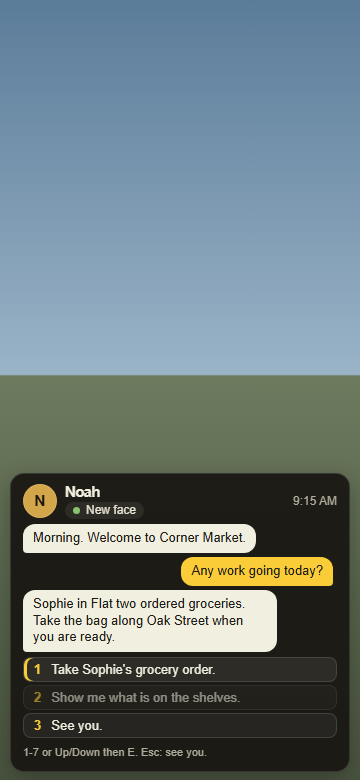 N
Noah
New face
9:15 AM
Morning. Welcome to Corner Market.
Any work going today?
Sophie in Flat two ordered groceries.
Take the bag along Oak Street when
you are ready.
1 Take Sophie's grocery order.
2 Show me what is on the shelves.
3 See you.
1-7 or Up/Down then E. Esc: see you.